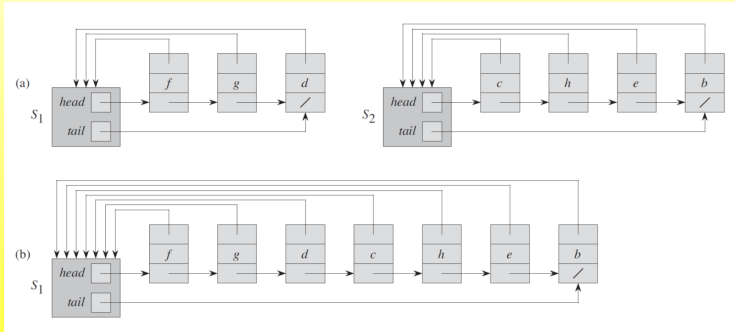 (a)
f g d
head
S1
tail
/
c h e b
head
S2
tail
/
(b)
f g d c h e b
head
S1
tail
/